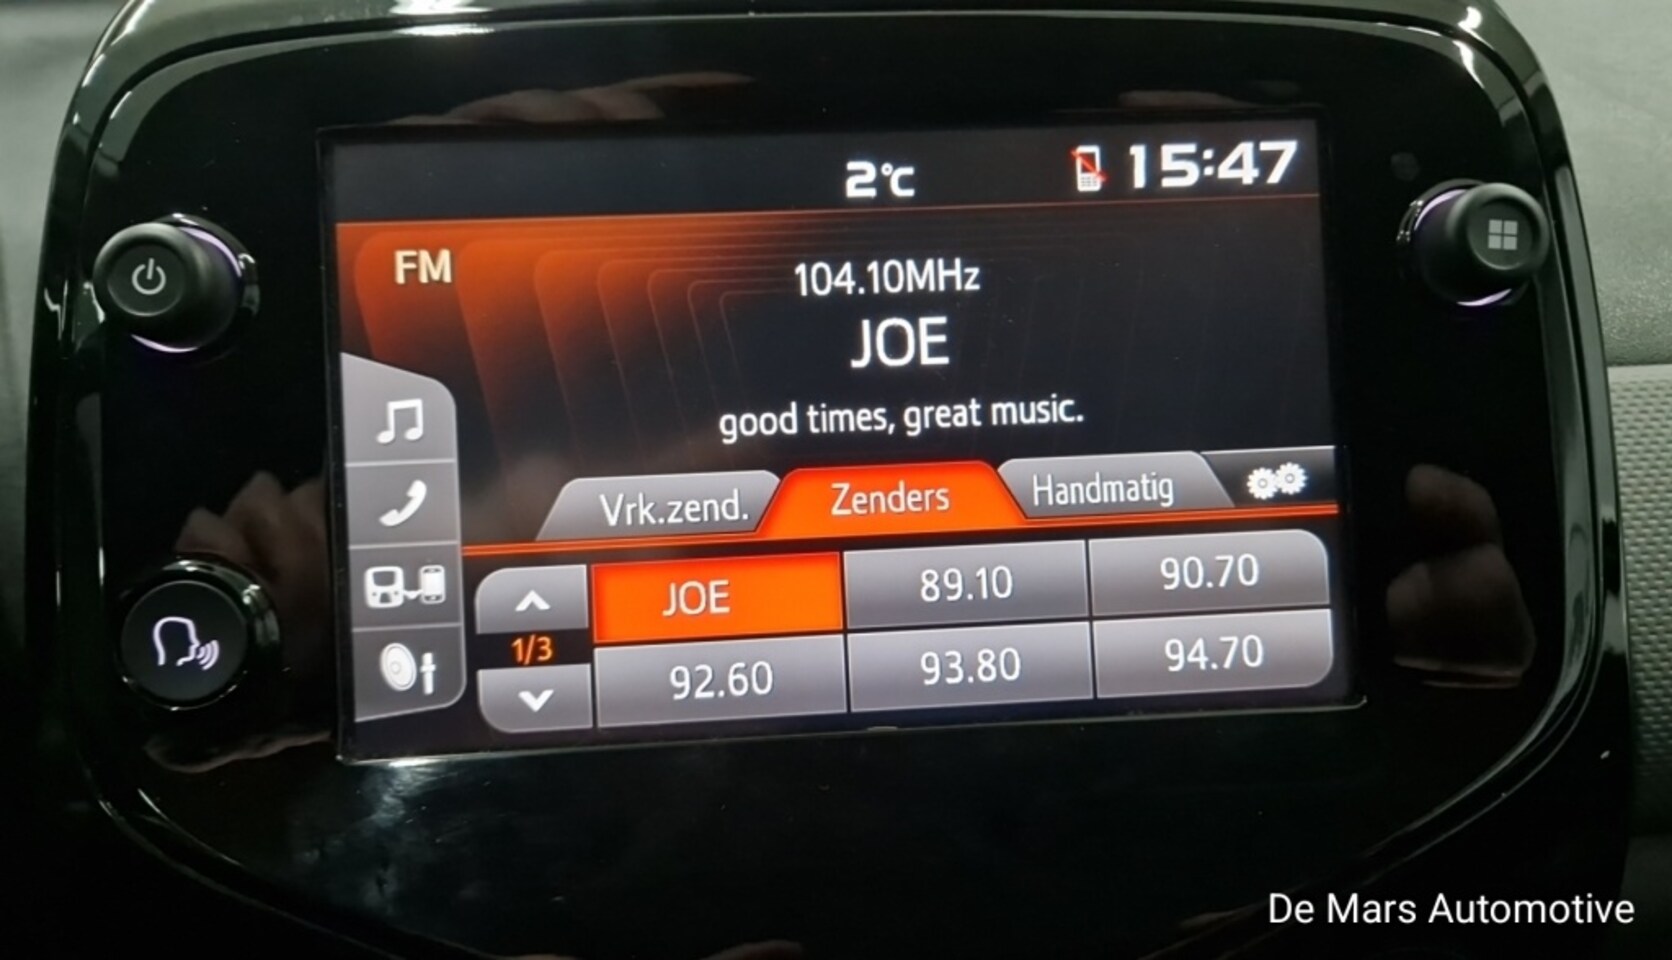 2°C
15:47
FM
104.10MHz
JOE
good times, great music.
Vrk.zend.
Zenders
Handmatig
JOE
89.10
90.70
1/3
92.60
93.80
94.70
De Mars Automotive